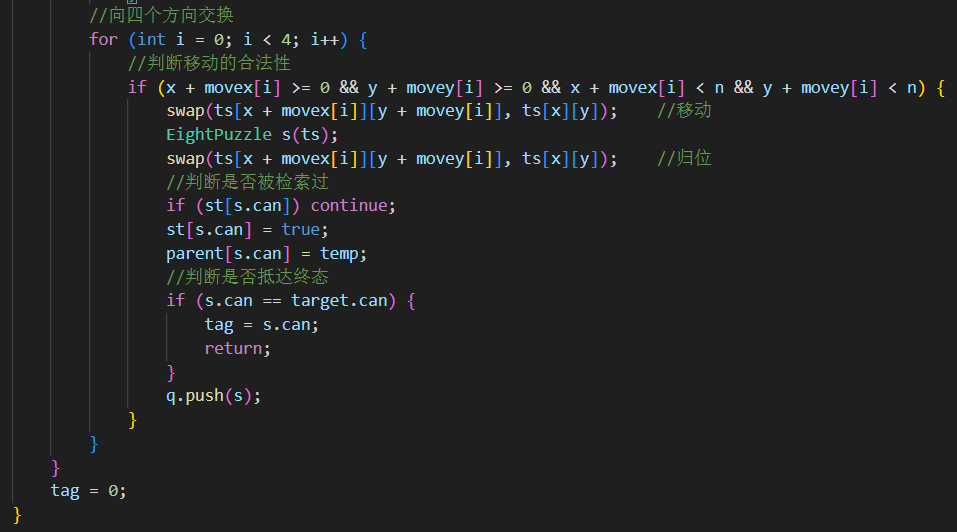 //向四个方向交换
for (int i = 0; i < 4; i++) {
//判断移动的合法性
if (x + movex[i] >= 0 && y + movey[i] >= 0 && x + movex[i] < n && y + movey[i] < n) {
swap(ts[x + movex[i]][y + movey[i]], ts[x][y]);    //移动
EightPuzzle s(ts);
swap(ts[x + movex[i]][y + movey[i]], ts[x][y]);    //归位
//判断是否被检索过
if (st[s.can]) continue;
st[s.can] = true;
parent[s.can] = temp;
//判断是否抵达终态
if (s.can == target.can) {
tag = s.can;
return;
}
q.push(s);
}
}
}
tag = 0;
}